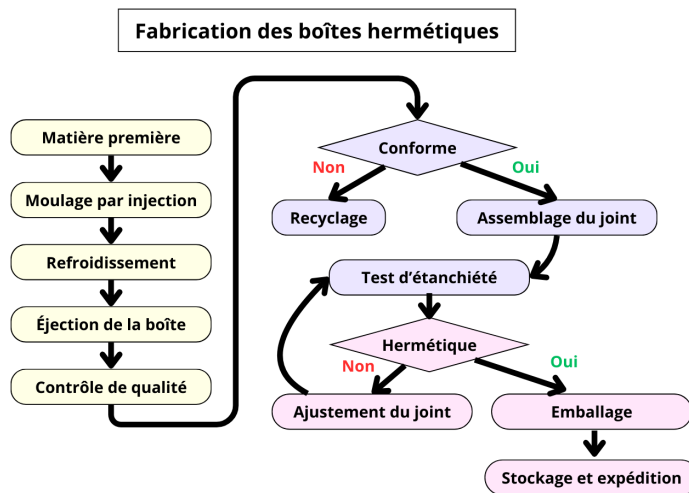 Fabrication des boîtes hermétiques
Matière première
Moulage par injection
Refroidissement
Éjection de la boîte
Contrôle de qualité
Conforme
Non
Oui
Recyclage
Assemblage du joint
Test d'étanchiété
Hermétique
Non
Oui
Ajustement du joint
Emballage
Stockage et expédition